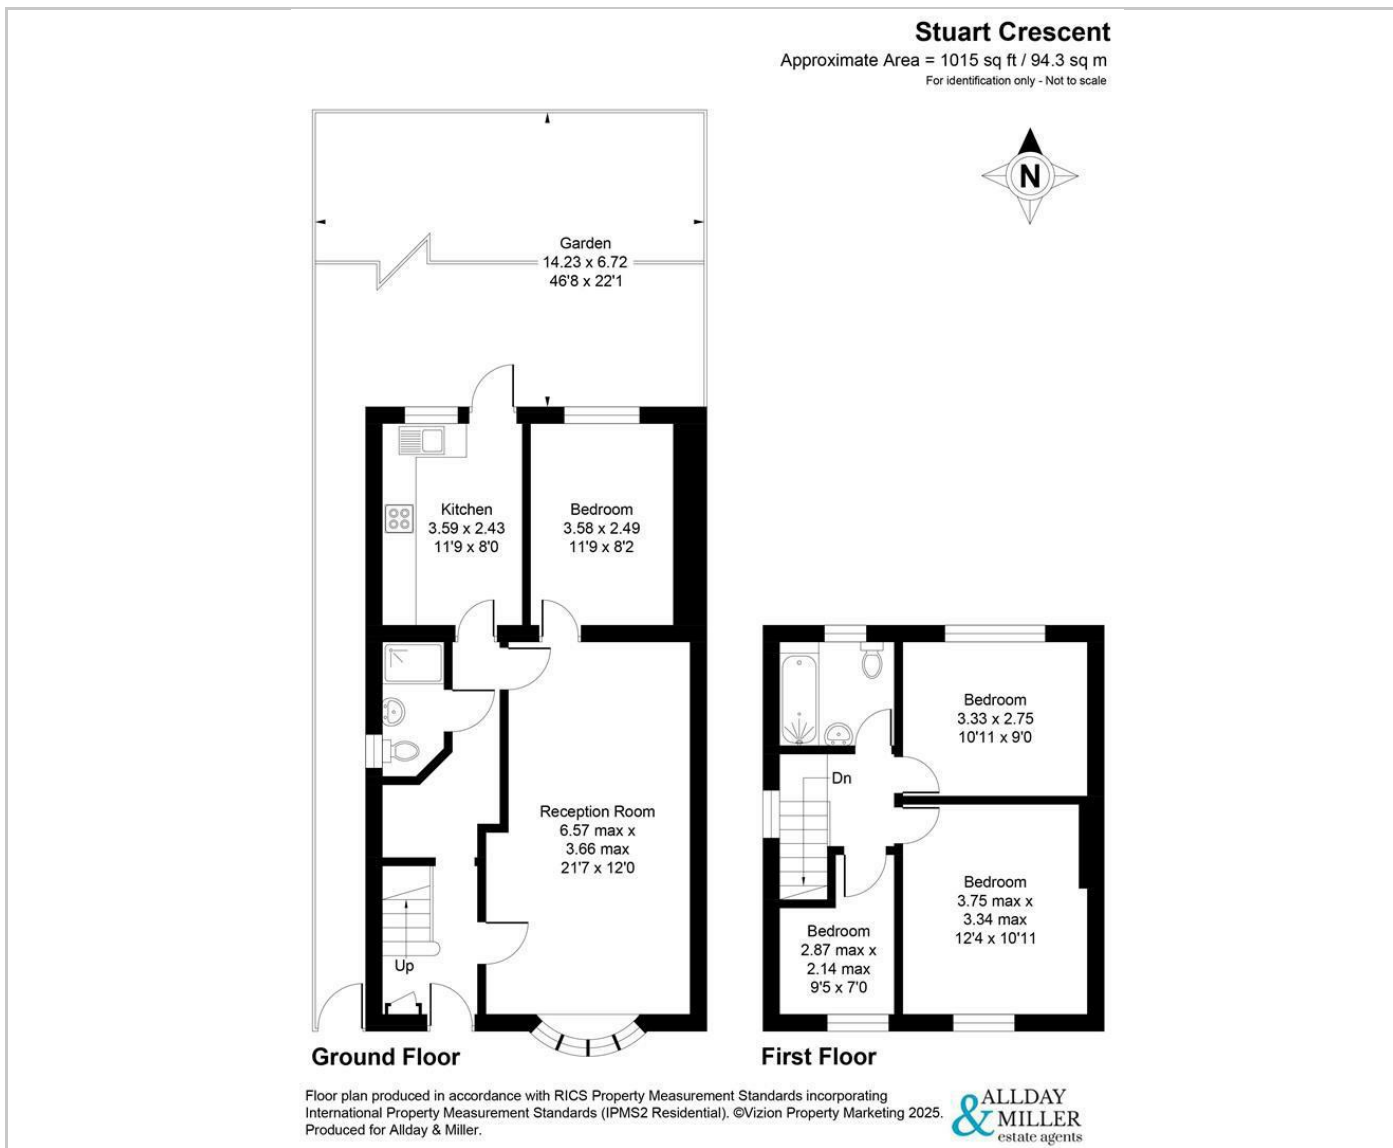 Stuart Crescent
Approximate Area = 1015 sq ft / 94.3 sq m
For identification only - Not to scale
N
Garden
14.23 x 6.72
46'8 x 22'1
Kitchen
3.59 x 2.43
11'9 x 8'0
Bedroom
3.58 x 2.49
11'9 x 8'2
Reception Room
6.57 max x
3.66 max
21'7 x 12'0
Up
Ground Floor
Bedroom
3.33 x 2.75
10'11 x 9'0
Dn
Bedroom
3.75 max x
3.34 max
12'4 x 10'11
Bedroom
2.87 max x
2.14 max
9'5 x 7'0
First Floor
Floor plan produced in accordance with RICS Property Measurement Standards incorporating
International Property Measurement Standards (IPMS2 Residential). ©Vizion Property Marketing 2025.
Produced for Allday & Miller.
ALLDAY
& MILLER
estate agents